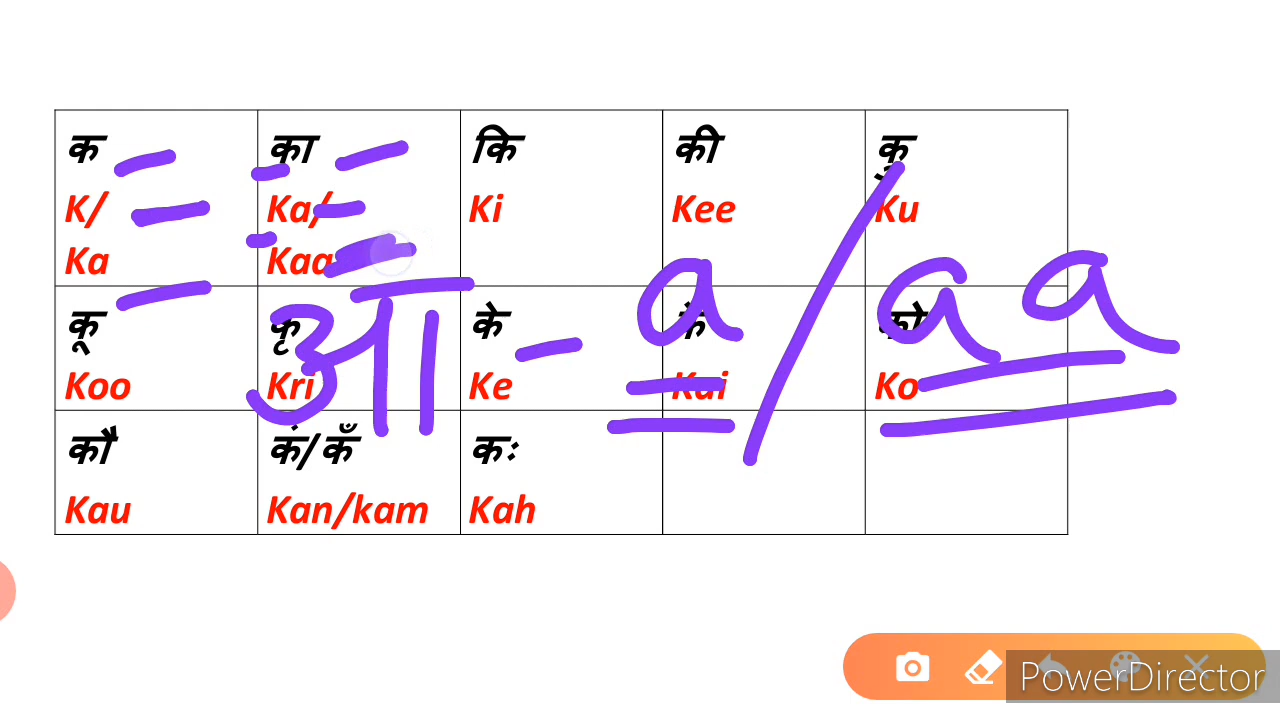 क का कि की कु
K/ Ka/ Ki Kee Ku
Ka Kaa
कू कृ के कै को
Koo Kri Ke Kai Ko
आ - a / aa
कौ कं/कँ कः
Kau Kan/kam Kah
PowerDirector